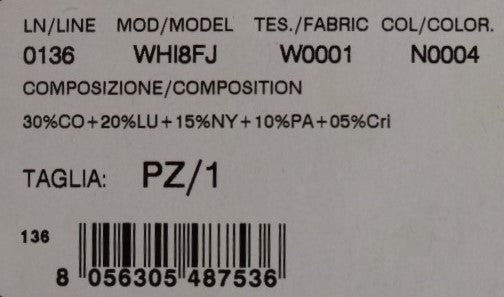 LN/LINE MOD/MODEL TES./FABRIC COL/COLOR.
0136 WHI8FJ W0001 N0004
COMPOSIZIONE/COMPOSITION
30%CO+20%LU+15%NY+10%PA+05%Cri
TAGLIA: PZ/1
136
8 056305 487536